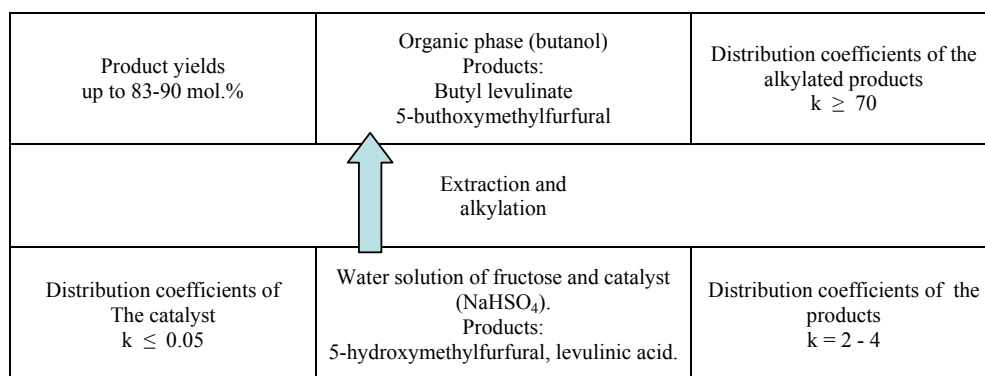 Product yields
up to 83-90 mol.%
Organic phase (butanol)
Products:
Butyl levulinate
5-buthoxymethylfurfural
Distribution coefficients of the
alkylated products
k ≥ 70
Extraction and
alkylation
Distribution coefficients of
The catalyst
k ≤ 0.05
Water solution of fructose and catalyst
(NaHSO₄).
Products:
5-hydroxymethylfurfural, levulinic acid.
Distribution coefficients of the
products
k = 2 - 4